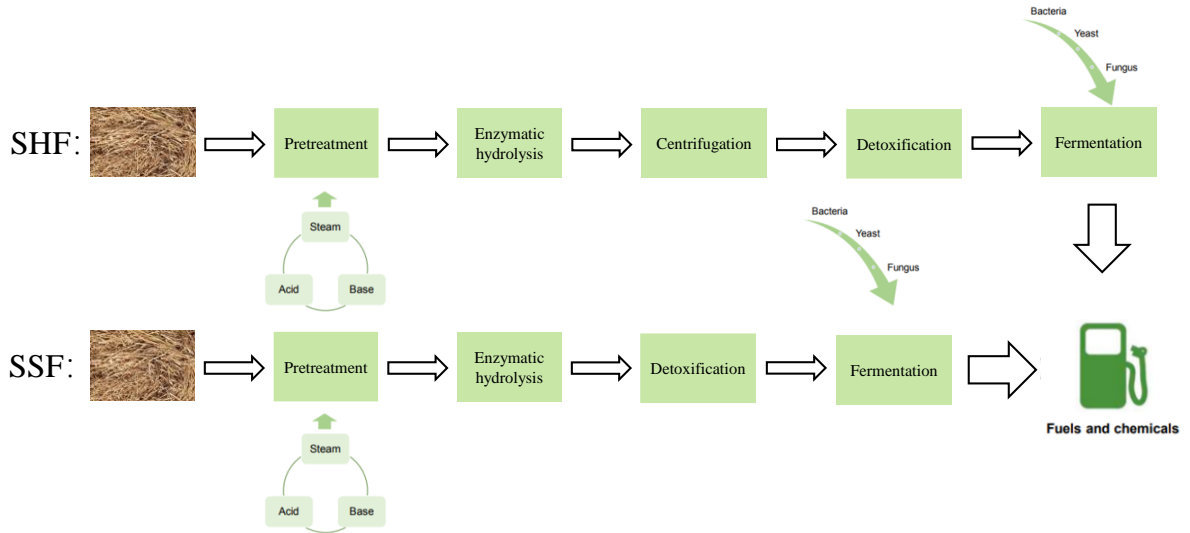 Bacteria
Yeast
Fungus
SHF:
Pretreatment
Enzymatic
hydrolysis
Centrifugation
Detoxification
Fermentation
Steam
Acid
Base
Bacteria
Yeast
Fungus
SSF:
Pretreatment
Enzymatic
hydrolysis
Detoxification
Fermentation
Fuels and chemicals
Steam
Acid
Base